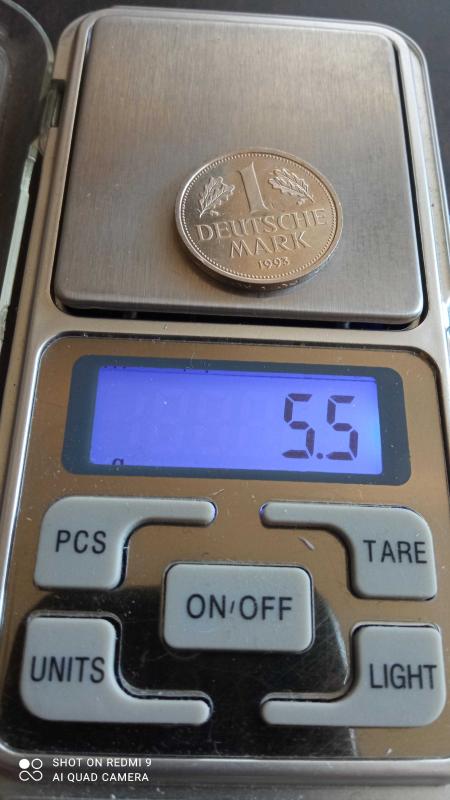 1
DEUTSCHE
MARK
1993
5.5
g
PCS
TARE
ON/OFF
UNITS
LIGHT
SHOT ON REDMI 9
AI QUAD CAMERA